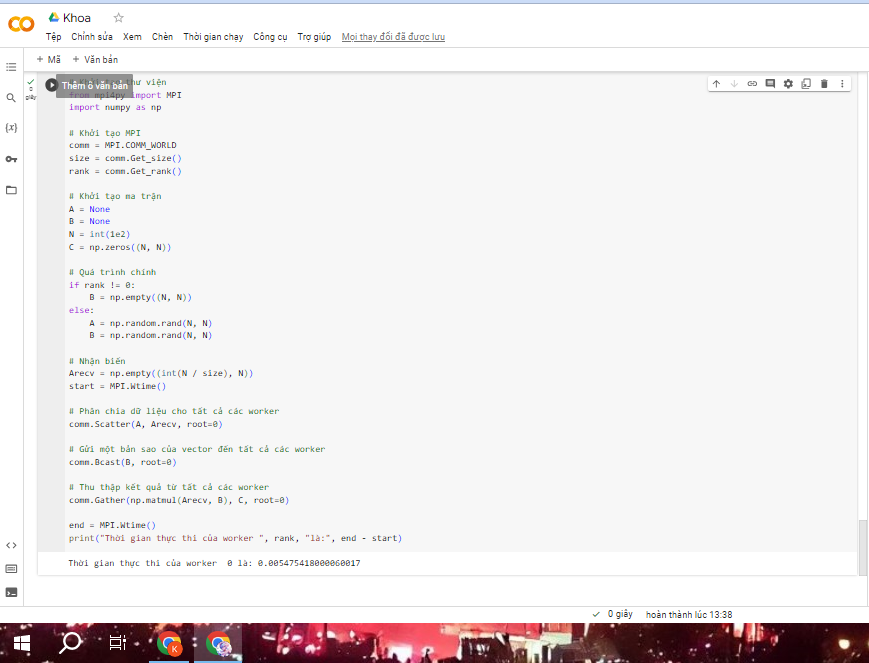 Khoa
Tệp Chỉnh sửa Xem Chèn Thời gian chạy Công cụ Trợ giúp Mọi thay đổi đã được lưu
+ Mã + Văn bản
thư viện
Thêm ô văn bản
from mpi4py import MPI
import numpy as np
# Khởi tạo MPI
comm = MPI.COMM_WORLD
size = comm.Get_size()
rank = comm.Get_rank()
# Khởi tạo ma trận
A = None
B = None
N = int(1e2)
C = np.zeros((N, N))
# Quá trình chính
if rank != 0:
B = np.empty((N, N))
else:
A = np.random.rand(N, N)
B = np.random.rand(N, N)
# Nhận biến
Arecv = np.empty((int(N / size), N))
start = MPI.Wtime()
# Phân chia dữ liệu cho tất cả các worker
comm.Scatter(A, Arecv, root=0)
# Gửi một bản sao của vector đến tất cả các worker
comm.Bcast(B, root=0)
# Thu thập kết quả từ tất cả các worker
comm.Gather(np.matmul(Arecv, B), C, root=0)
end = MPI.Wtime()
print("Thời gian thực thi của worker ", rank, "là:", end - start)
Thời gian thực thi của worker  0 là: 0.005475418000060017
0 giây hoàn thành lúc 13:38
K